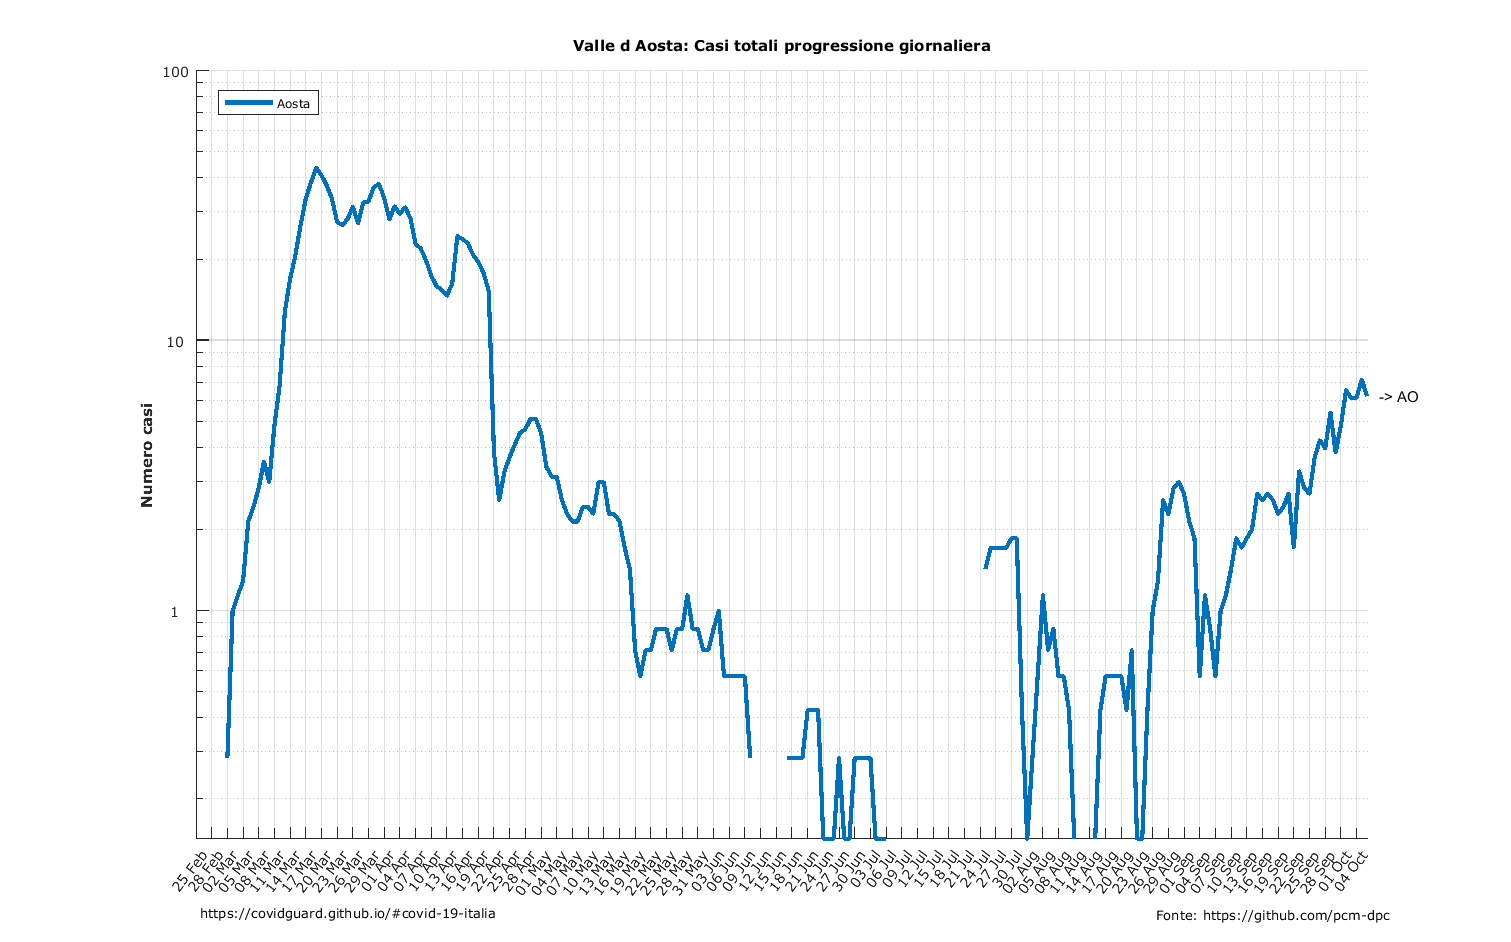 Valle d Aosta: Casi totali progressione giornaliera
100
Aosta
10
Numero casi
-> AO
1
25 Feb
28 Feb
02 Mar
05 Mar
08 Mar
11 Mar
14 Mar
17 Mar
20 Mar
23 Mar
26 Mar
29 Mar
01 Apr
04 Apr
07 Apr
10 Apr
13 Apr
16 Apr
19 Apr
22 Apr
25 Apr
28 Apr
01 May
04 May
07 May
10 May
13 May
16 May
19 May
22 May
25 May
28 May
31 May
03 Jun
06 Jun
09 Jun
12 Jun
15 Jun
18 Jun
21 Jun
24 Jun
27 Jun
30 Jun
03 Jul
06 Jul
09 Jul
12 Jul
15 Jul
18 Jul
21 Jul
24 Jul
27 Jul
30 Jul
02 Aug
05 Aug
08 Aug
11 Aug
14 Aug
17 Aug
20 Aug
23 Aug
26 Aug
29 Aug
01 Sep
04 Sep
07 Sep
10 Sep
13 Sep
16 Sep
19 Sep
22 Sep
25 Sep
28 Sep
01 Oct
04 Oct
https://covidguard.github.io/#covid-19-italia
Fonte: https://github.com/pcm-dpc